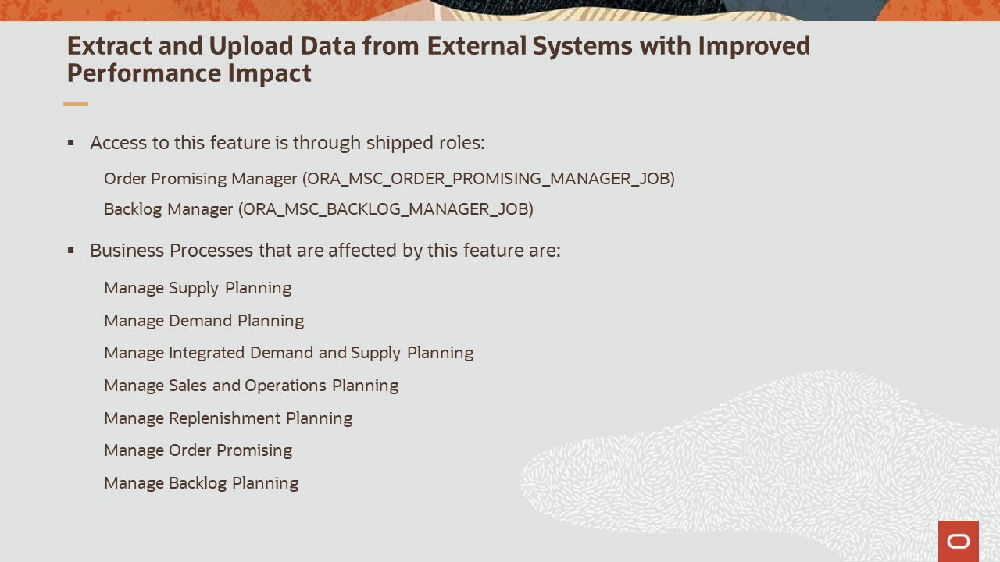 Extract and Upload Data from External Systems with Improved
Performance Impact
▪ Access to this feature is through shipped roles:
Order Promising Manager (ORA_MSC_ORDER_PROMISING_MANAGER_JOB)
Backlog Manager (ORA_MSC_BACKLOG_MANAGER_JOB)
▪ Business Processes that are affected by this feature are:
Manage Supply Planning
Manage Demand Planning
Manage Integrated Demand and Supply Planning
Manage Sales and Operations Planning
Manage Replenishment Planning
Manage Order Promising
Manage Backlog Planning